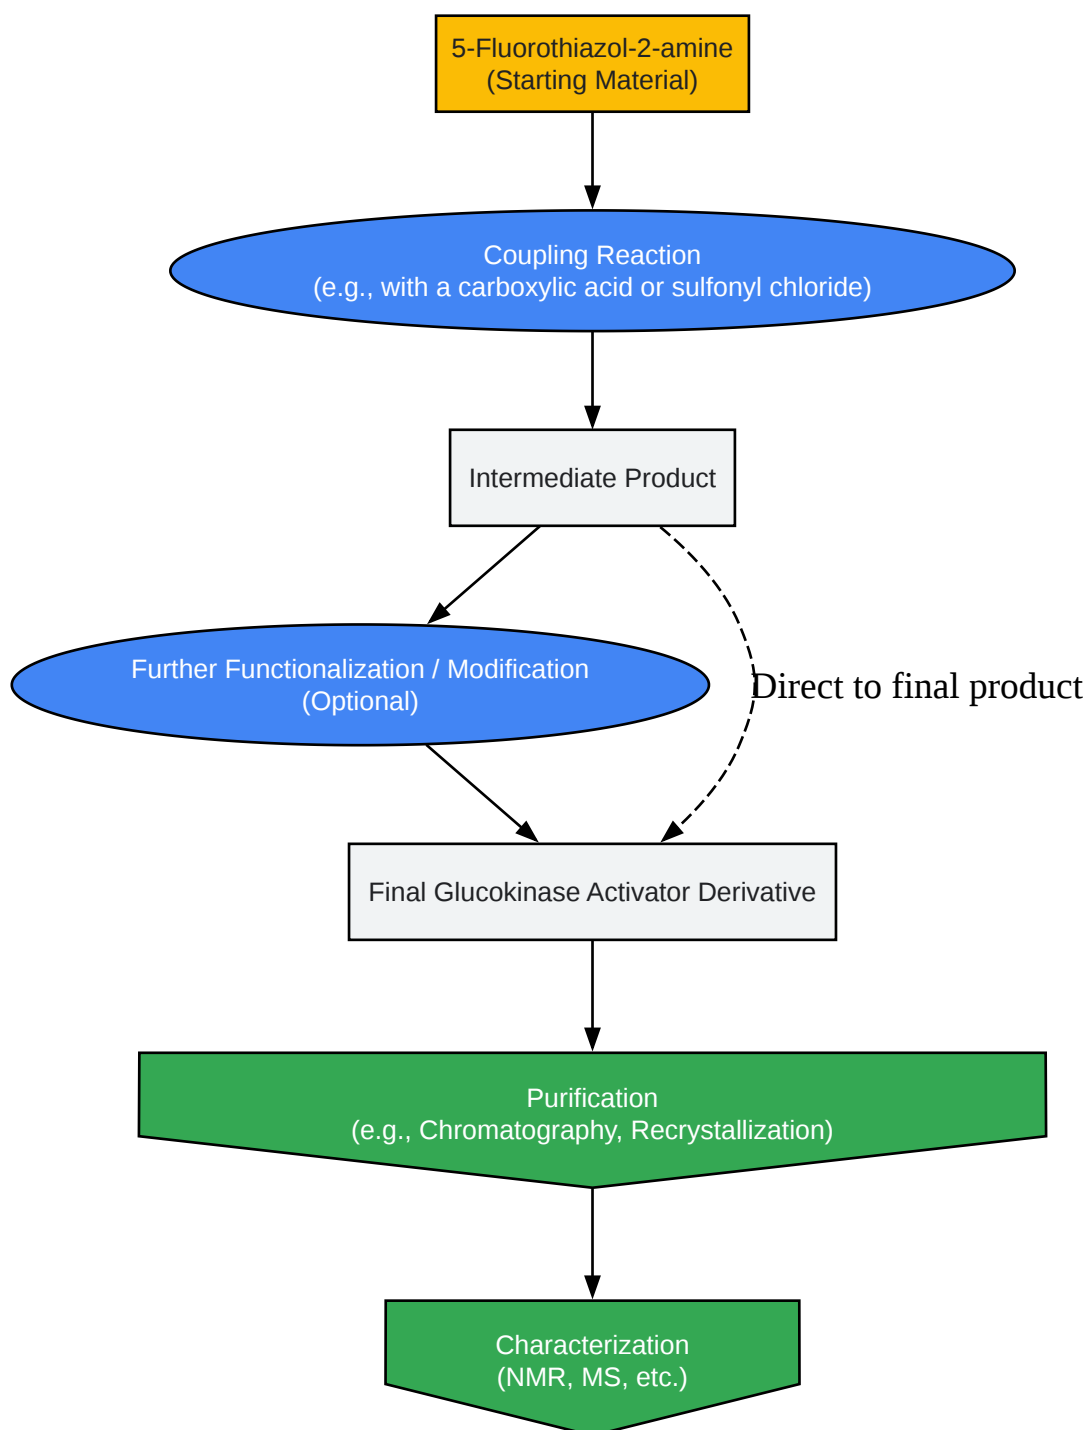 5-Fluorothiazol-2-amine
(Starting Material)
Coupling Reaction
(e.g., with a carboxylic acid or sulfonyl chloride)
Intermediate Product
Further Functionalization / Modification
(Optional)
Direct to final product
Final Glucokinase Activator Derivative
Purification
(e.g., Chromatography, Recrystallization)
Characterization
(NMR, MS, etc.)